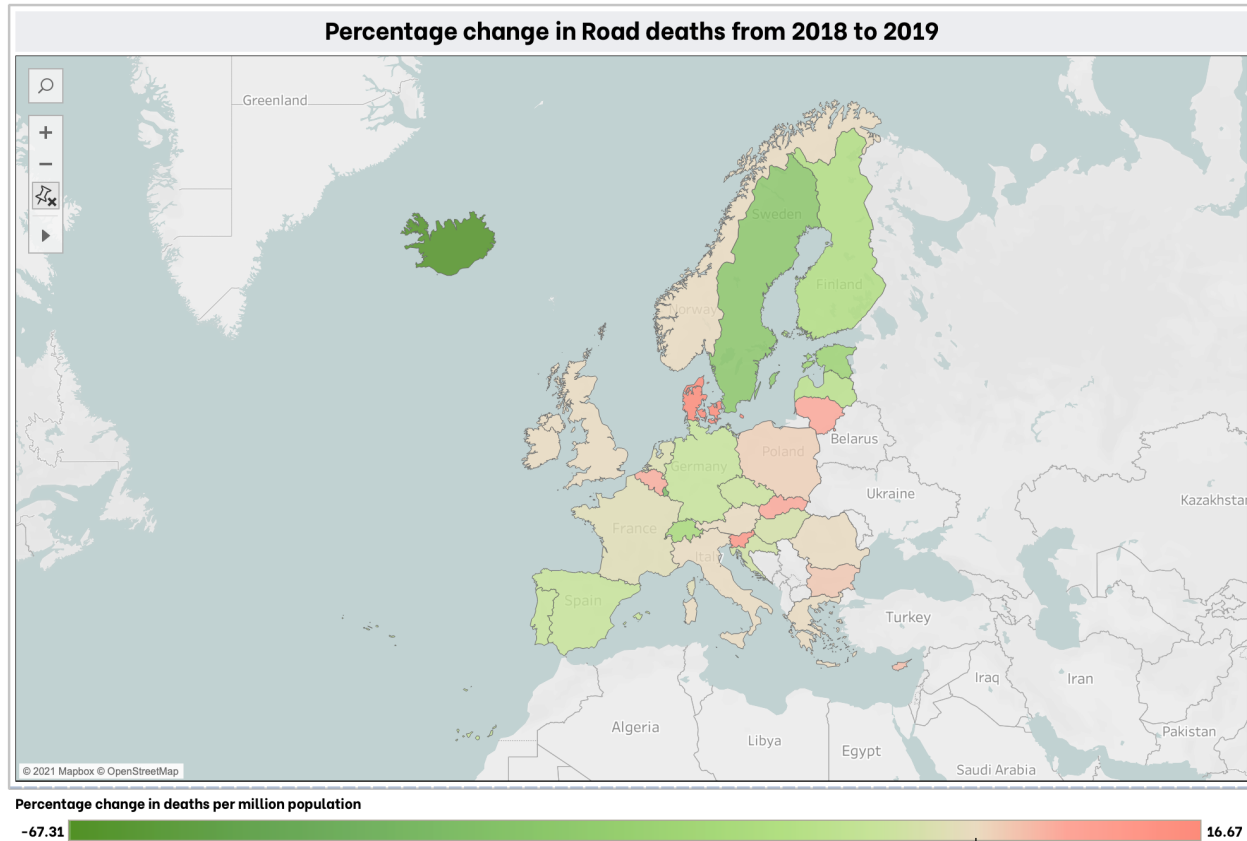 Percentage change in Road deaths from 2018 to 2019
Greenland
Sweden
Finland
Norway
Belarus
Poland
Germany
Ukraine
Kazakhstan
France
Italy
Spain
Turkey
Iraq
Iran
Algeria
Libya
Egypt
Pakistan
Saudi Arabia
© 2021 Mapbox © OpenStreetMap
Percentage change in deaths per million population
-67.31
16.67